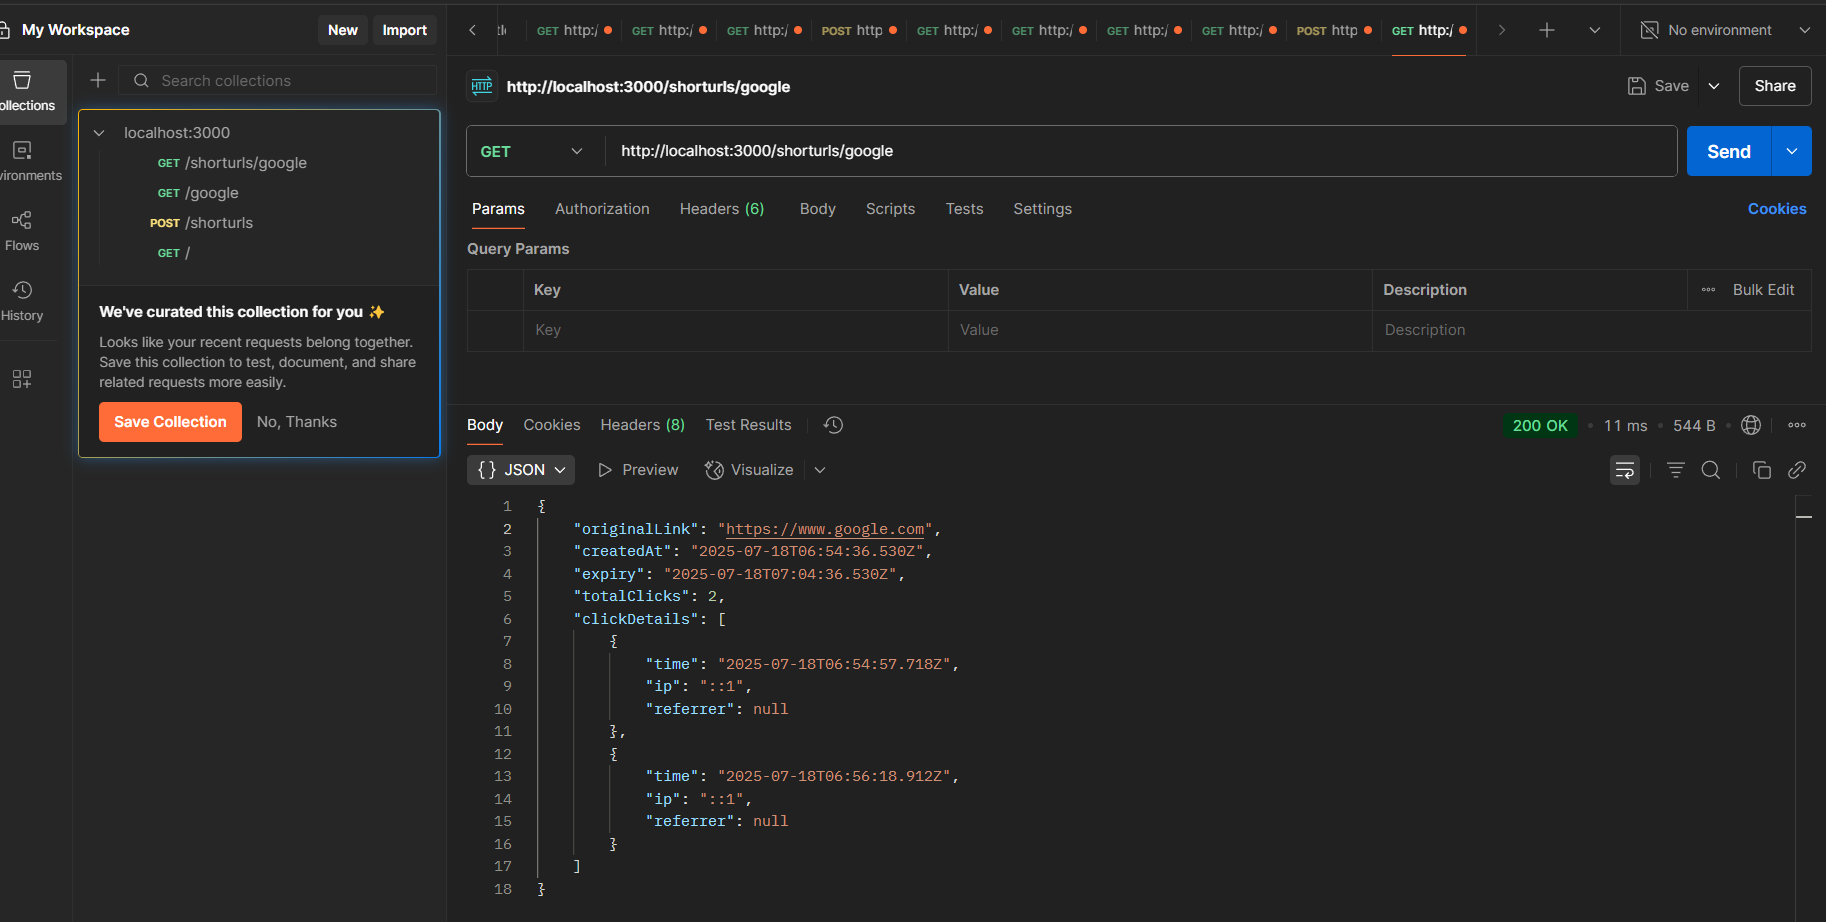 My Workspace
New
Import
GET http:/
GET http:/
GET http:/
POST http
GET http:/
GET http:/
GET http:/
GET http:/
POST http
GET http:/
No environment
ollections
Search collections
http://localhost:3000/shorturls/google
Save
Share
localhost:3000
GET /shorturls/google
GET /google
POST /shorturls
GET /
vironments
Flows
History
GET
http://localhost:3000/shorturls/google
Send
Params
Authorization
Headers (6)
Body
Scripts
Tests
Settings
Cookies
Query Params
Key
Value
Description
Bulk Edit
Key
Value
Description
We've curated this collection for you ✨
Looks like your recent requests belong together.
Save this collection to test, document, and share
related requests more easily.
Save Collection
No, Thanks
Body
Cookies
Headers (8)
Test Results
200 OK
11 ms
544 B
{} JSON
Preview
Visualize
1 {
2 "originalLink": "https://www.google.com",
3 "createdAt": "2025-07-18T06:54:36.530Z",
4 "expiry": "2025-07-18T07:04:36.530Z",
5 "totalClicks": 2,
6 "clickDetails": [
7 {
8 "time": "2025-07-18T06:54:57.718Z",
9 "ip": "::1",
10 "referrer": null
11 },
12 {
13 "time": "2025-07-18T06:56:18.912Z",
14 "ip": "::1",
15 "referrer": null
16 }
17 ]
18 }